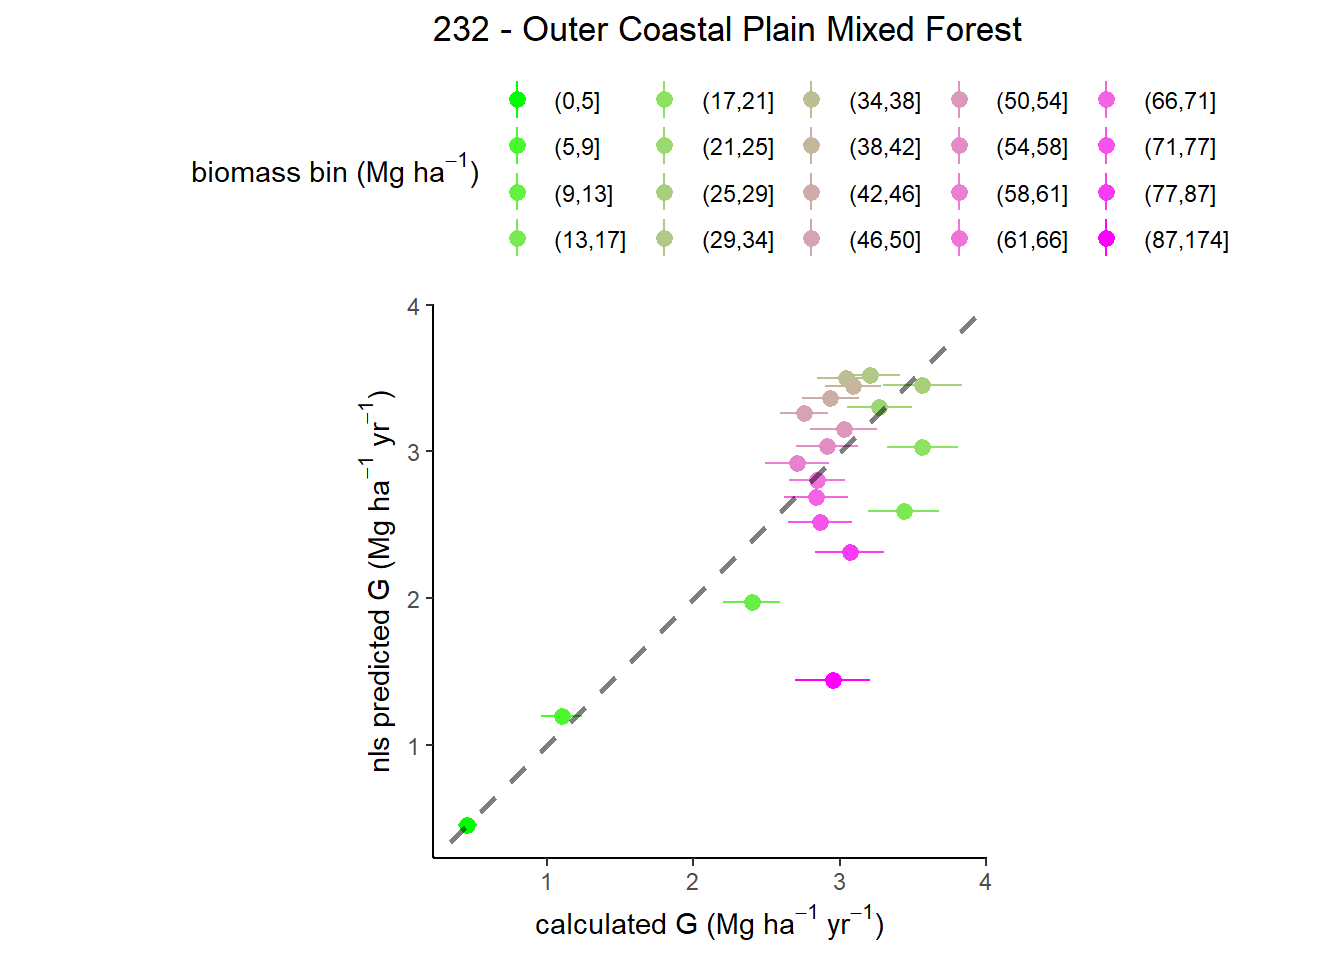 232 - Outer Coastal Plain Mixed Forest
biomass bin (Mg ha⁻¹)
(0,5] (17,21] (34,38] (50,54] (66,71]
(5,9] (21,25] (38,42] (54,58] (71,77]
(9,13] (25,29] (42,46] (58,61] (77,87]
(13,17] (29,34] (46,50] (61,66] (87,174]
nls predicted G (Mg ha⁻¹ yr⁻¹)
4
3
2
1
1 2 3 4
calculated G (Mg ha⁻¹ yr⁻¹)